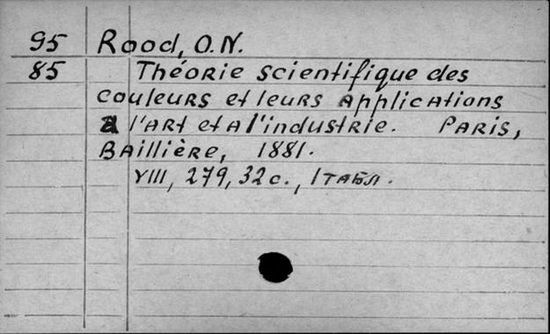 95 Rood, O.N.
85 Théorie scientifique des
couleurs et leurs applications
a l'art et a l'industrie. Paris,
Baillière, 1881.
VIII, 279, 32 с., 1 табл.